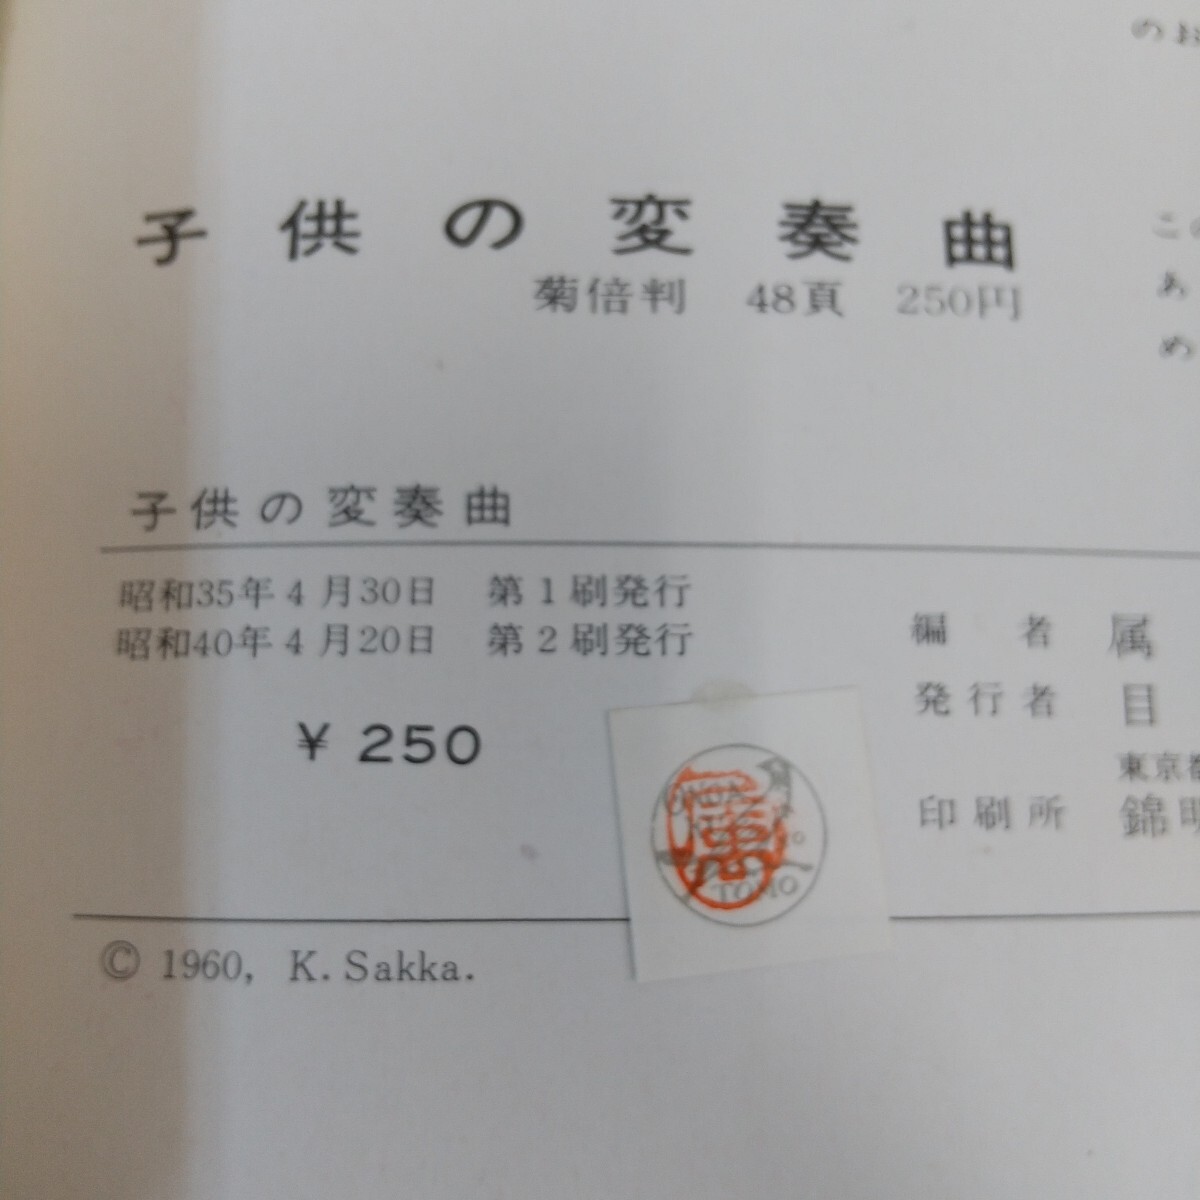 のお
子供の変奏曲
菊倍判 48頁 250円
この
あ
め
子供の変奏曲
昭和35年4月30日 第1刷発行
昭和40年4月20日 第2刷発行
¥ 250
編者 属
発行者 目
東京都
印刷所 錦明
TOMO
© 1960, K. Sakka.